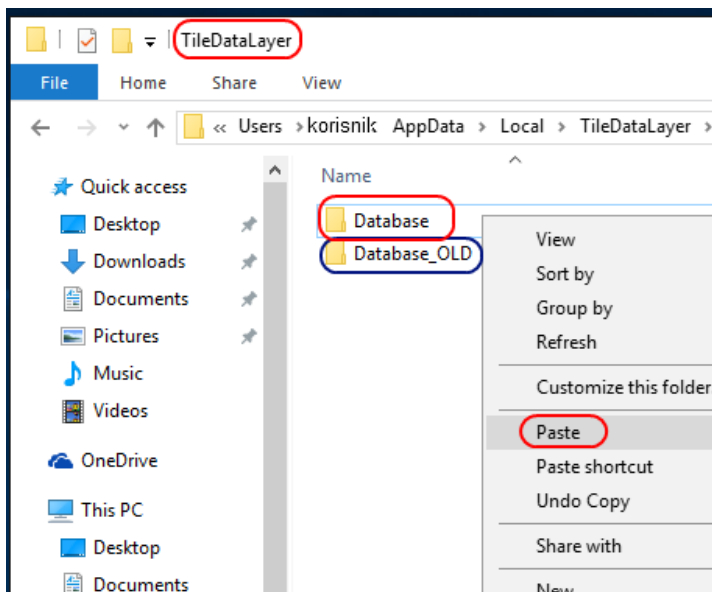 TileDataLayer
File Home Share View
« Users > korisnik AppData > Local > TileDataLayer >
Quick access
Desktop
Downloads
Documents
Pictures
Music
Videos
OneDrive
This PC
Desktop
Documents
Name
Database
Database_OLD
View
Sort by
Group by
Refresh
Customize this folder
Paste
Paste shortcut
Undo Copy
Share with
New